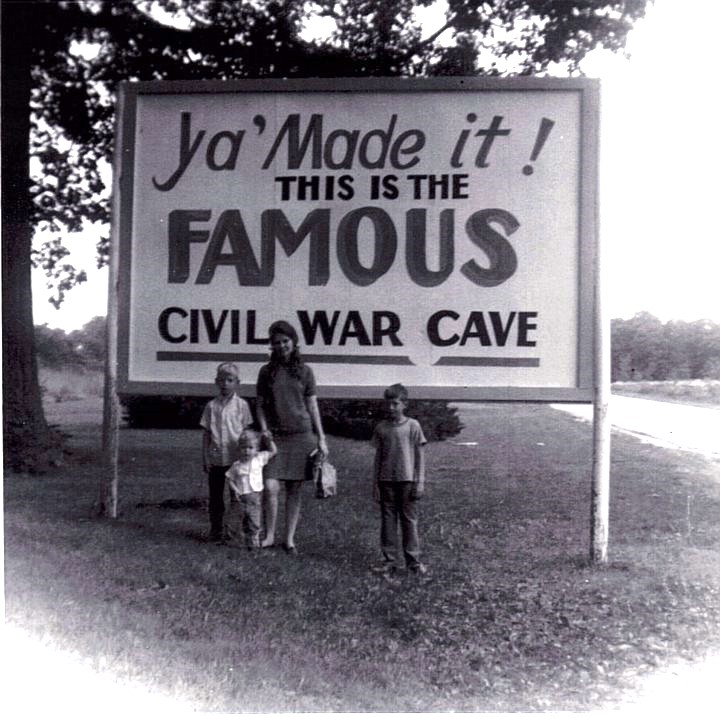 ya' Made it!
THIS IS THE
FAMOUS
CIVIL WAR CAVE